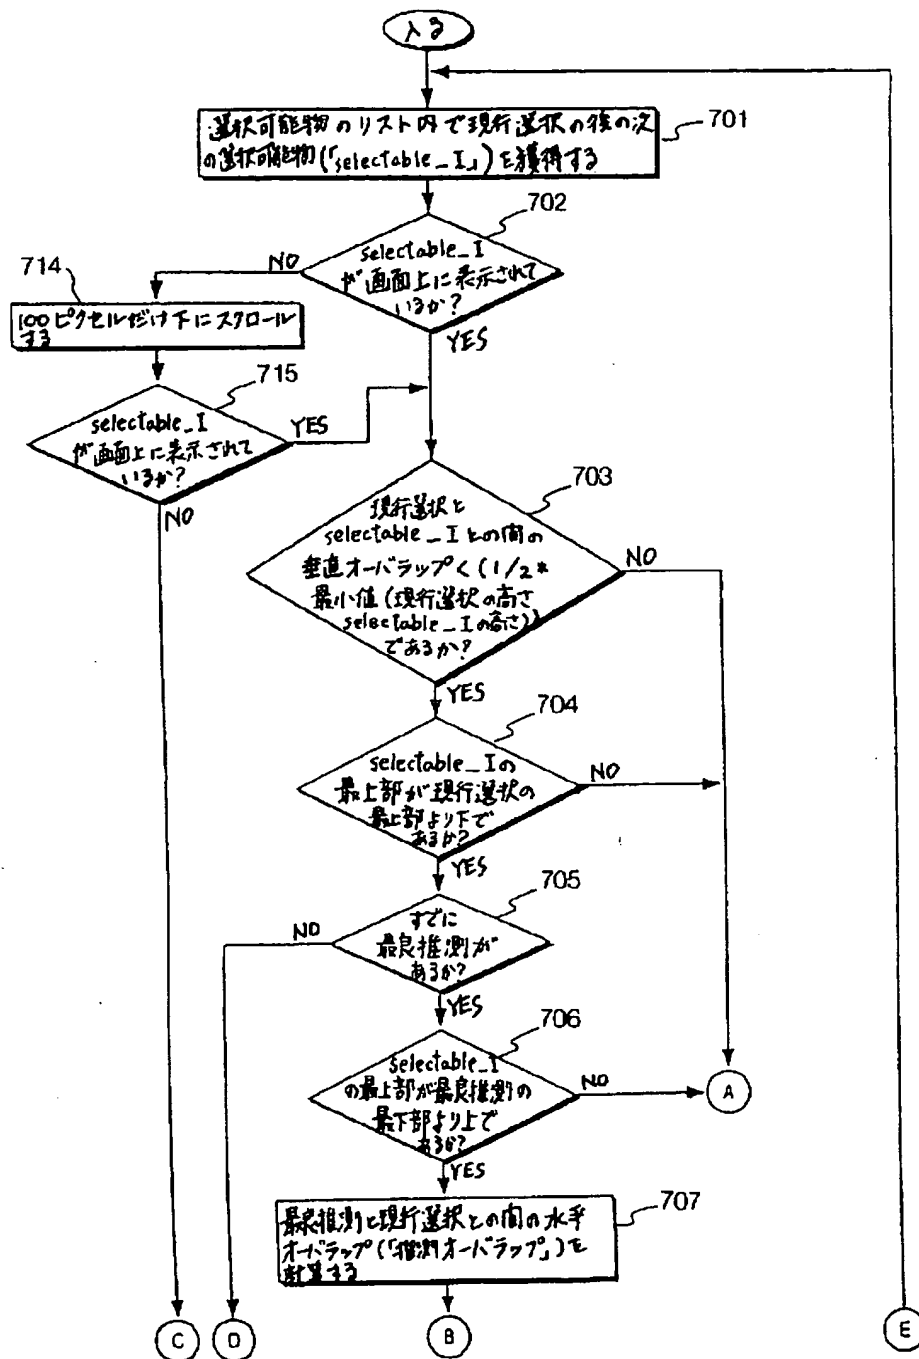 入る
選択可能物のリスト内で現行選択の後の次
の選択可能物(「selectable_I」)を獲得する
701
702
selectable_I
が画面上に表示されて
いるか?
NO
YES
714
100ピクセルだけ下にスクロール
する
715
selectable_I
が画面上に表示されて
いるか?
YES
NO
703
現行選択と
selectable_Iとの間の
垂直オーバラップ<(1/2*
最小値(現行選択の高さ
selectable_Iの高さ))
であるか?
NO
YES
704
selectable_Iの
最上部が現行選択の
最上部より下で
あるか?
NO
YES
705
すでに
最良推測が
あるか?
NO
YES
706
selectable_I
の最上部が最良推測の
最下部より上で
あるか?
NO
YES
A
707
最良推測と現行選択との間の水平
オーバラップ(「推測オーバラップ」)を
計算する
C
D
B
E